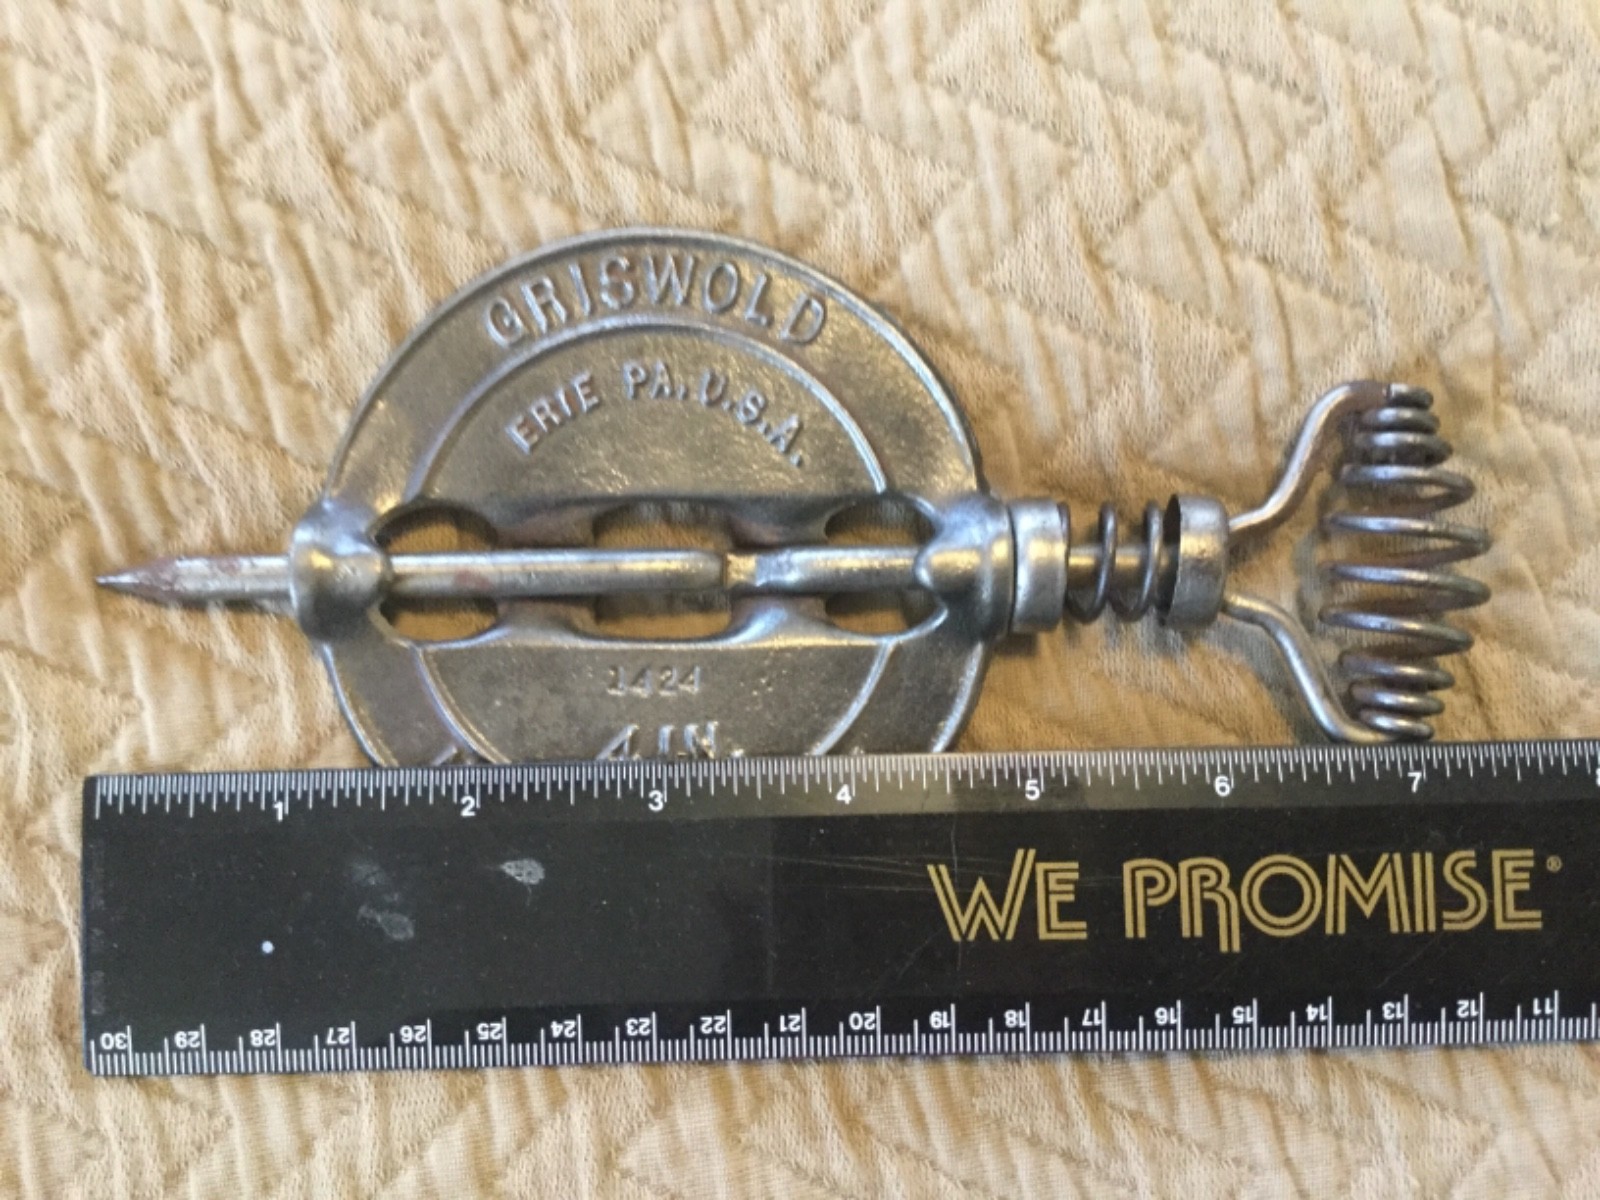 GRISWOLD
ERIE PA. U.S.A.
1424
4 IN.
1 2 3 4 5 6 7
WE PROMISE®
30 29 28 27 26 25 24 23 22 21 20 19 18 17 16 15 14 13 12 11